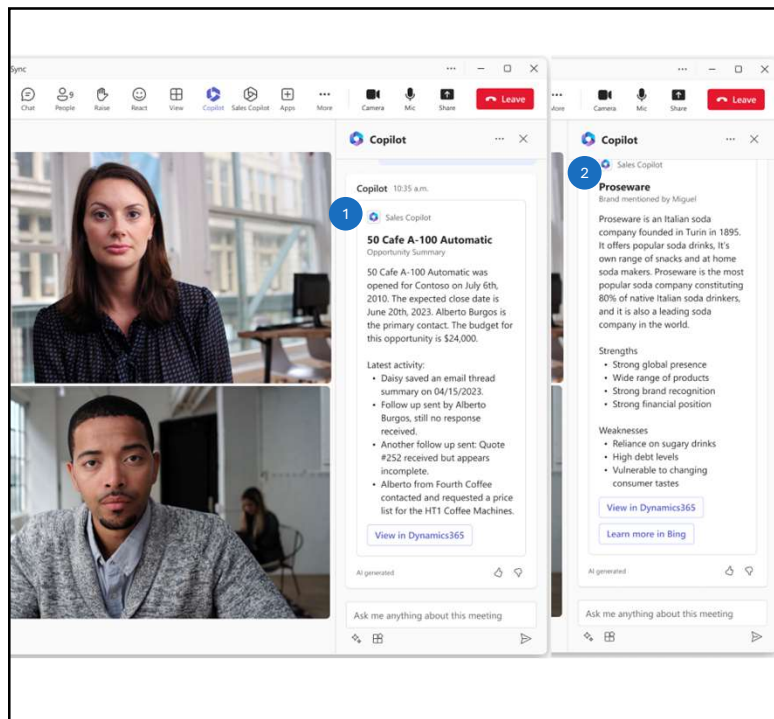 Sync
Chat
People
9
Raise
React
View
Copilot
Sales Copilot
Apps
More
Camera
Mic
Share
Leave
Copilot
Copilot 10:35 a.m.
1
Sales Copilot
50 Cafe A-100 Automatic
Opportunity Summary
50 Cafe A-100 Automatic was
opened for Contoso on July 6th,
2010. The expected close date is
June 20th, 2023. Alberto Burgos is
the primary contact. The budget for
this opportunity is $24,000.
Latest activity:
• Daisy saved an email thread
summary on 04/15/2023.
• Follow up sent by Alberto
Burgos, still no response
received.
• Another follow up sent: Quote
#252 received but appears
incomplete.
• Alberto from Fourth Coffee
contacted and requested a price
list for the HT1 Coffee Machines.
View in Dynamics365
AI generated
Ask me anything about this meeting
More
Camera
Mic
Share
Leave
Copilot
2
Sales Copilot
Proseware
Brand mentioned by Miguel
Proseware is an Italian soda
company founded in Turin in 1895.
It offers popular soda drinks, It's
own range of snacks and at home
soda makers. Proseware is the most
popular soda company constituting
80% of native Italian soda drinkers,
and it is also a leading soda
company in the world.
Strengths
• Strong global presence
• Wide range of products
• Strong brand recognition
• Strong financial position
Weaknesses
• Reliance on sugary drinks
• High debt levels
• Vulnerable to changing
consumer tastes
View in Dynamics365
Learn more in Bing
AI generated
Ask me anything about this meeting